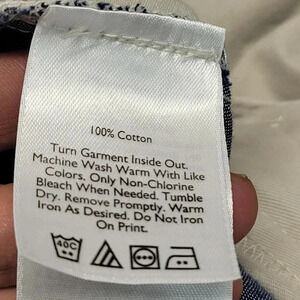 100% Cotton
Turn Garment Inside Out.
Machine Wash Warm With Like
Colors. Only Non-Chlorine
Bleach When Needed. Tumble
Dry. Remove Promptly. Warm
Iron As Desired. Do Not Iron
On Print.
40C